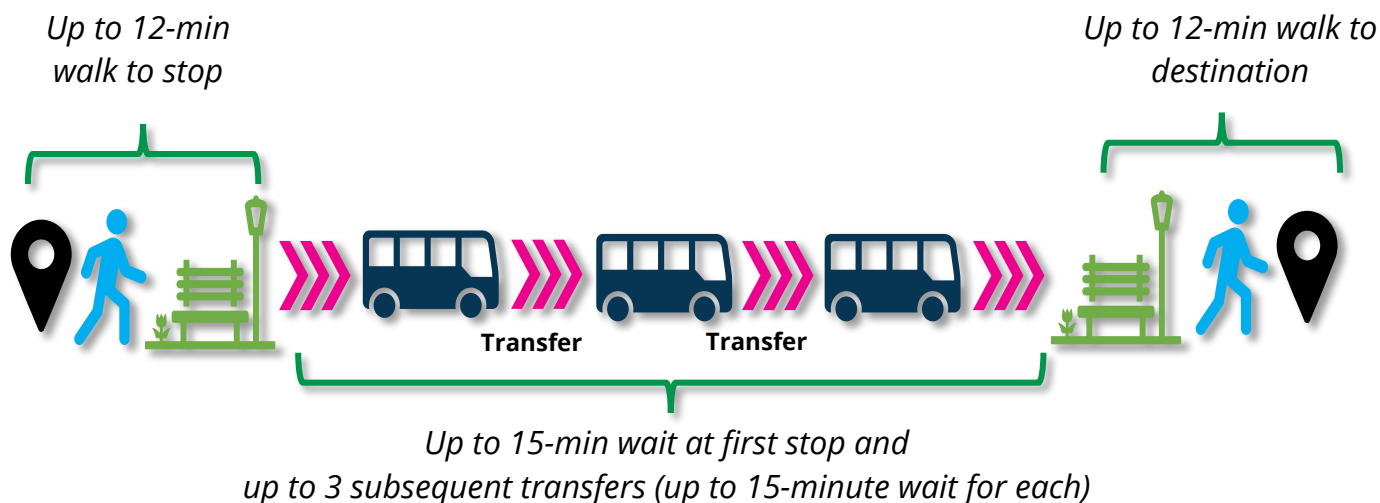 Up to 12-min
walk to stop
Up to 12-min walk to
destination
Transfer
Transfer
Up to 15-min wait at first stop and
up to 3 subsequent transfers (up to 15-minute wait for each)